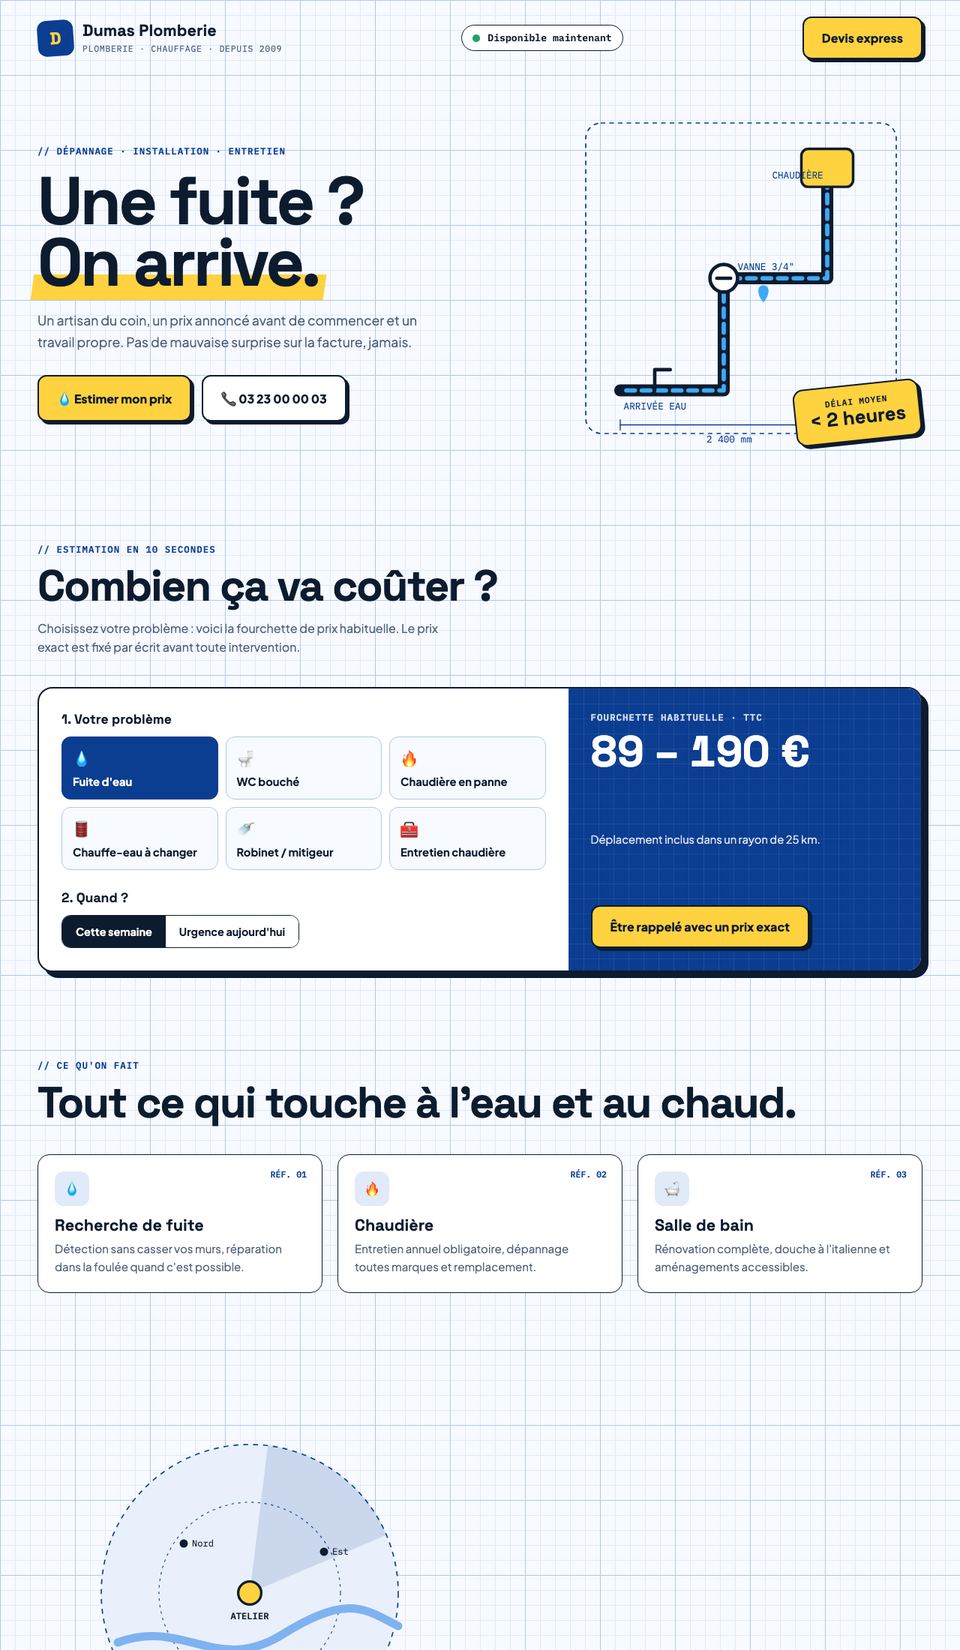 D
Dumas Plomberie
PLOMBERIE · CHAUFFAGE · DEPUIS 2009
Disponible maintenant
Devis express
// DÉPANNAGE · INSTALLATION · ENTRETIEN
Une fuite ?
On arrive.
Un artisan du coin, un prix annoncé avant de commencer et un
travail propre. Pas de mauvaise surprise sur la facture, jamais.
💧 Estimer mon prix
📞 03 23 00 00 03
CHAUDIÈRE
VANNE 3/4"
ARRIVÉE EAU
2 400 mm
DÉLAI MOYEN
< 2 heures
// ESTIMATION EN 10 SECONDES
Combien ça va coûter ?
Choisissez votre problème : voici la fourchette de prix habituelle. Le prix
exact est fixé par écrit avant toute intervention.
1. Votre problème
Fuite d'eau
WC bouché
Chaudière en panne
Chauffe-eau à changer
Robinet / mitigeur
Entretien chaudière
2. Quand ?
Cette semaine
Urgence aujourd'hui
FOURCHETTE HABITUELLE · TTC
89 – 190 €
Déplacement inclus dans un rayon de 25 km.
Être rappelé avec un prix exact
// CE QU'ON FAIT
Tout ce qui touche à l'eau et au chaud.
RÉF. 01
Recherche de fuite
Détection sans casser vos murs, réparation
dans la foulée quand c'est possible.
RÉF. 02
Chaudière
Entretien annuel obligatoire, dépannage
toutes marques et remplacement.
RÉF. 03
Salle de bain
Rénovation complète, douche à l'italienne et
aménagements accessibles.
Nord
Est
ATELIER